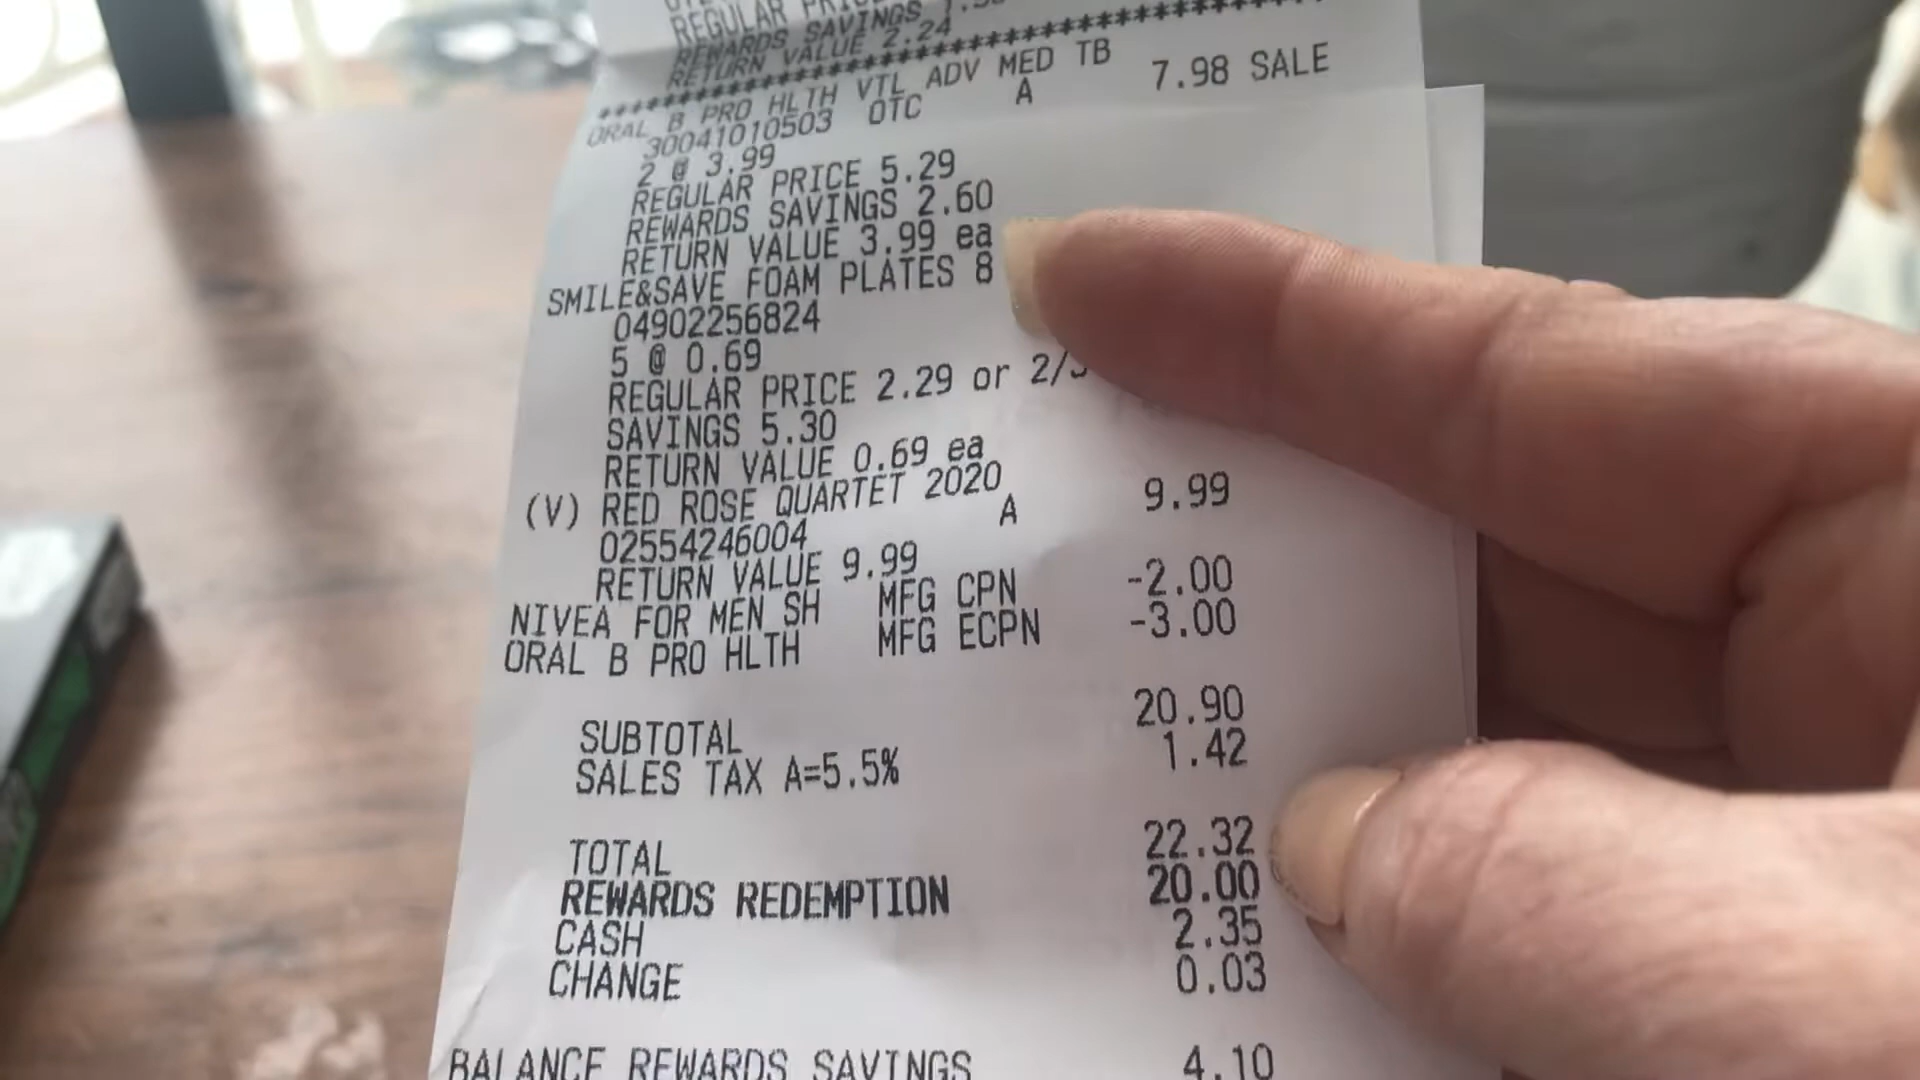 REGULAR
REWARDS SAVINGS
RETURN VALUE 2.24
************************************
ORAL B PRO HLTH VTL ADV MED TB
30041010503 OTC A 7.98 SALE
2 @ 3.99
REGULAR PRICE 5.29
REWARDS SAVINGS 2.60
RETURN VALUE 3.99 ea
SMILE&SAVE FOAM PLATES 8
04902256824
5 @ 0.69
REGULAR PRICE 2.29 or 2/
SAVINGS 5.30
RETURN VALUE 0.69 ea
(V) RED ROSE QUARTET 2020
02554246004 A 9.99
RETURN VALUE 9.99
NIVEA FOR MEN SH MFG CPN -2.00
ORAL B PRO HLTH MFG ECPN -3.00
SUBTOTAL 20.90
SALES TAX A=5.5% 1.42
TOTAL 22.32
REWARDS REDEMPTION 20.00
CASH 2.35
CHANGE 0.03
BALANCE REWARDS SAVINGS 4.10